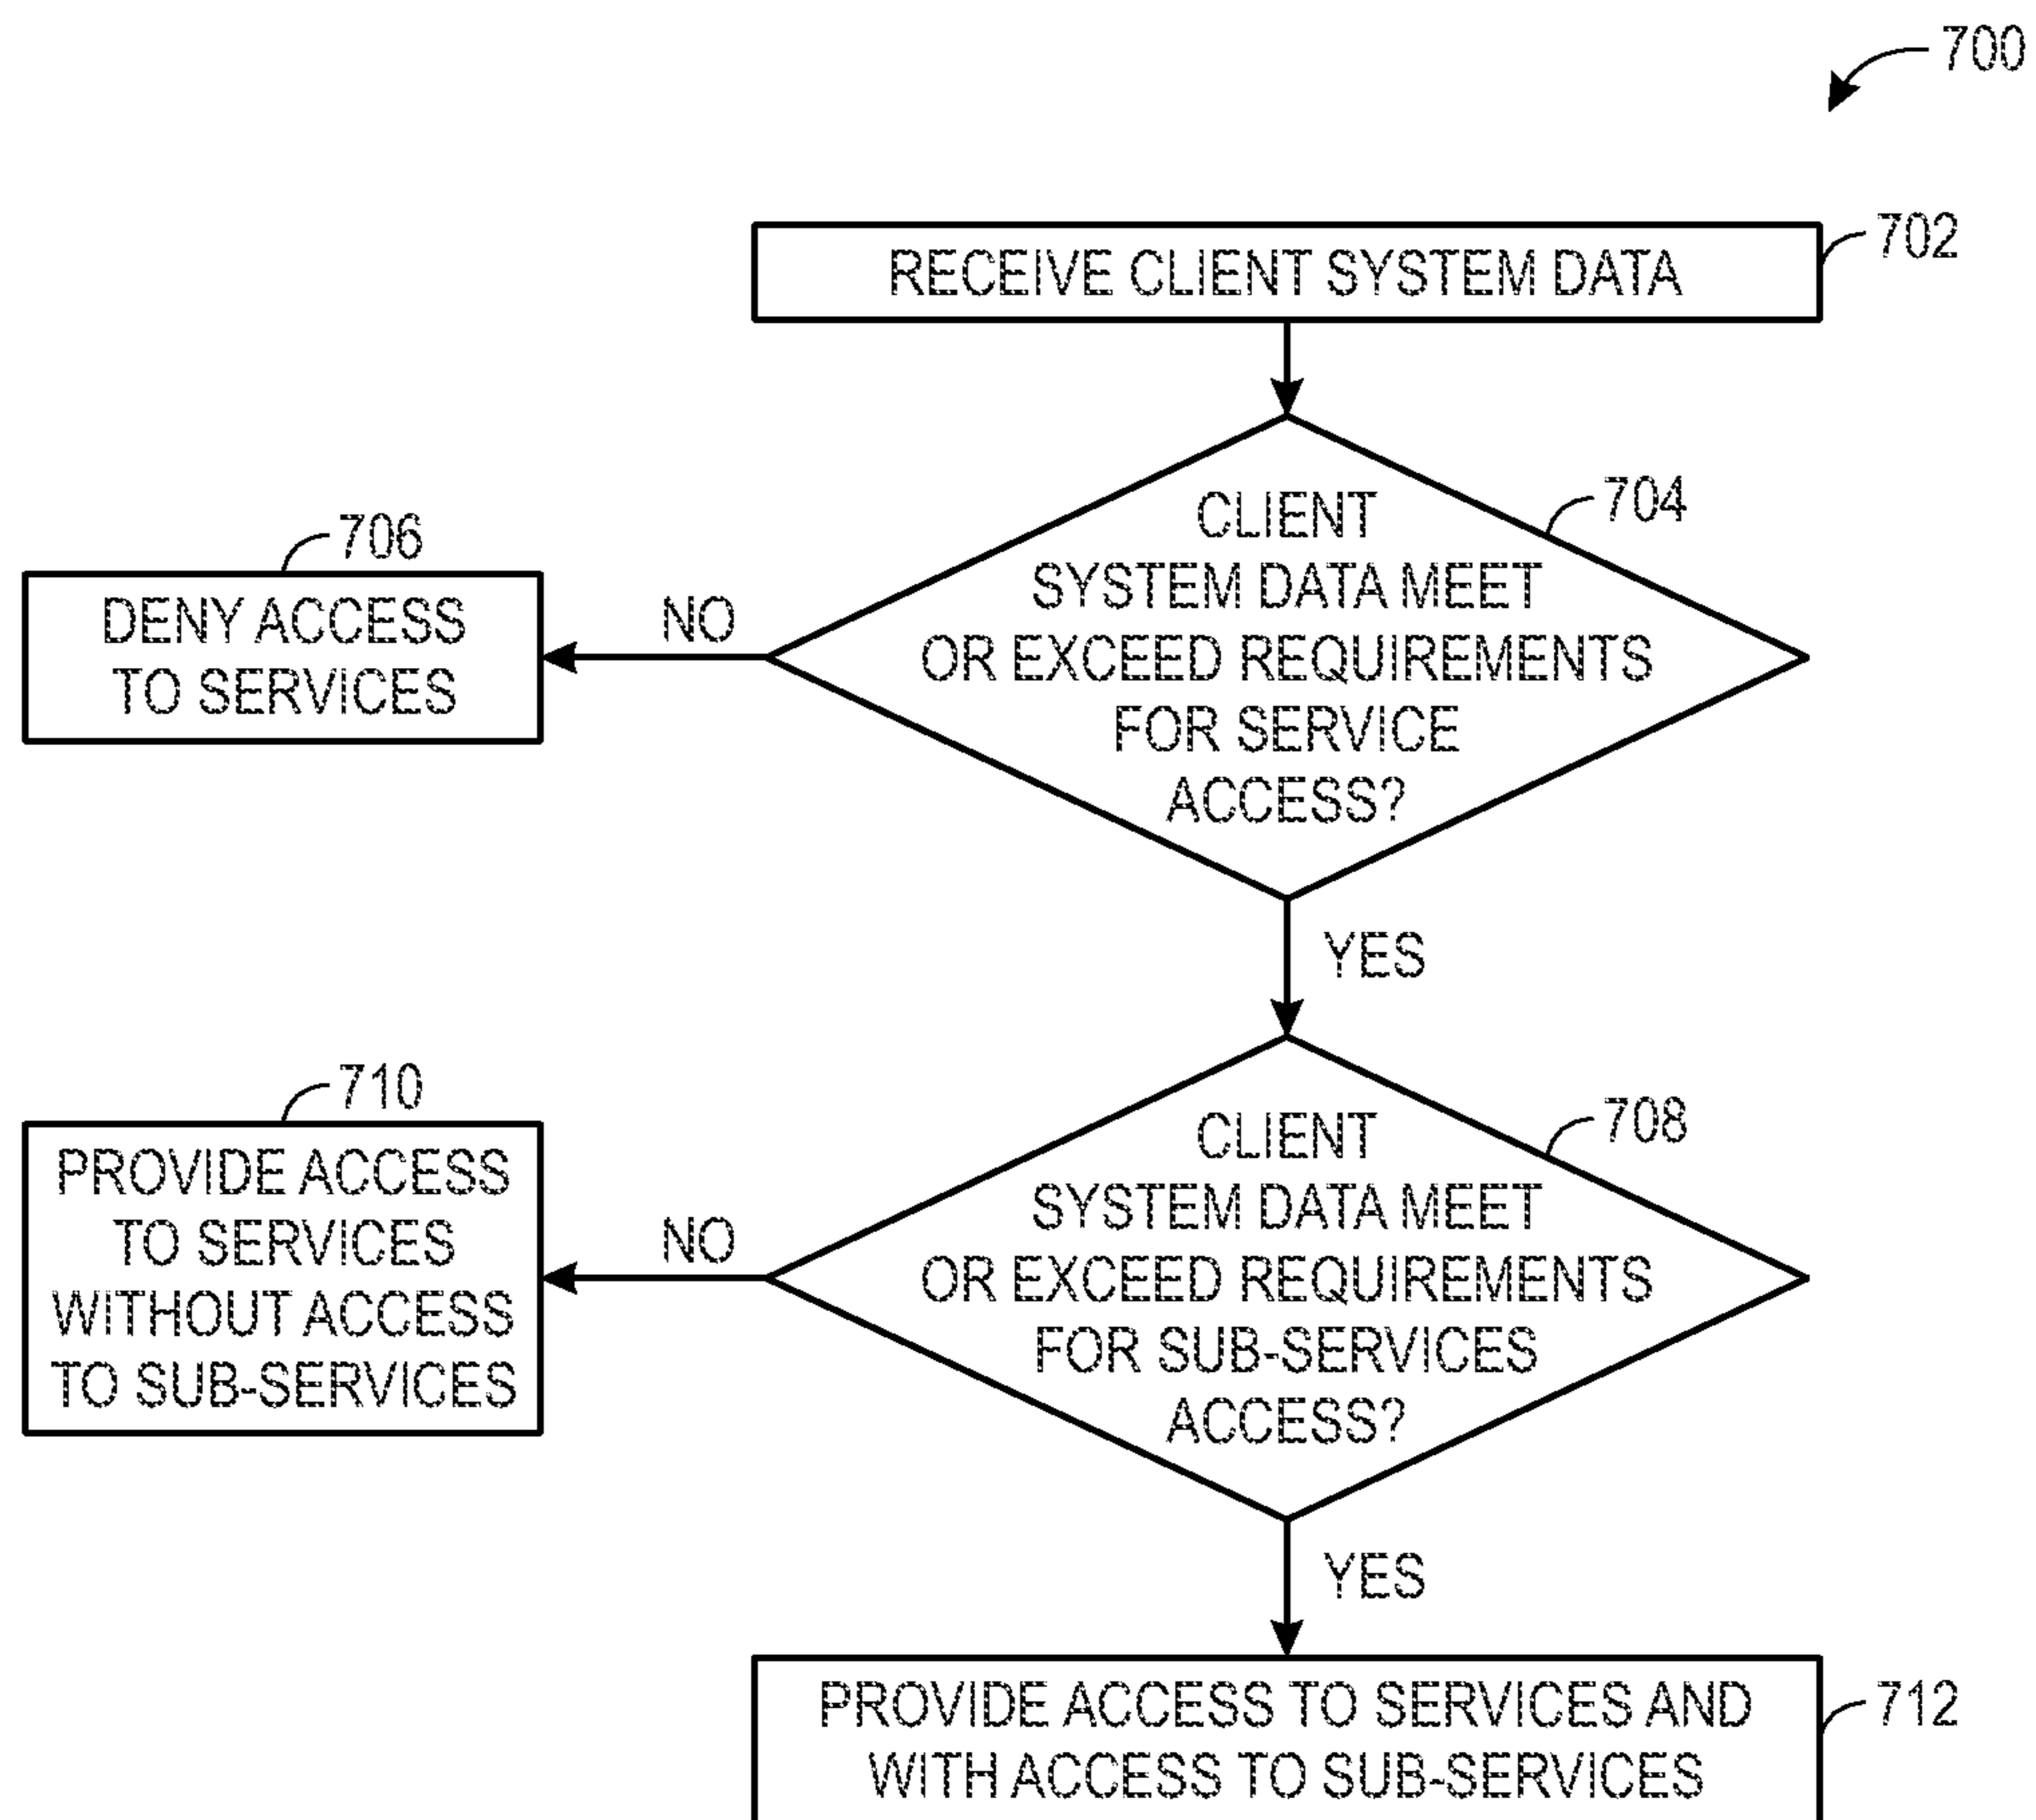 700
RECEIVE CLIENT SYSTEM DATA
702
CLIENT
SYSTEM DATA MEET
OR EXCEED REQUIREMENTS
FOR SERVICE
ACCESS?
704
NO
706
DENY ACCESS
TO SERVICES
YES
CLIENT
SYSTEM DATA MEET
OR EXCEED REQUIREMENTS
FOR SUB-SERVICES
ACCESS?
708
NO
710
PROVIDE ACCESS
TO SERVICES
WITHOUT ACCESS
TO SUB-SERVICES
YES
PROVIDE ACCESS TO SERVICES AND
WITH ACCESS TO SUB-SERVICES
712